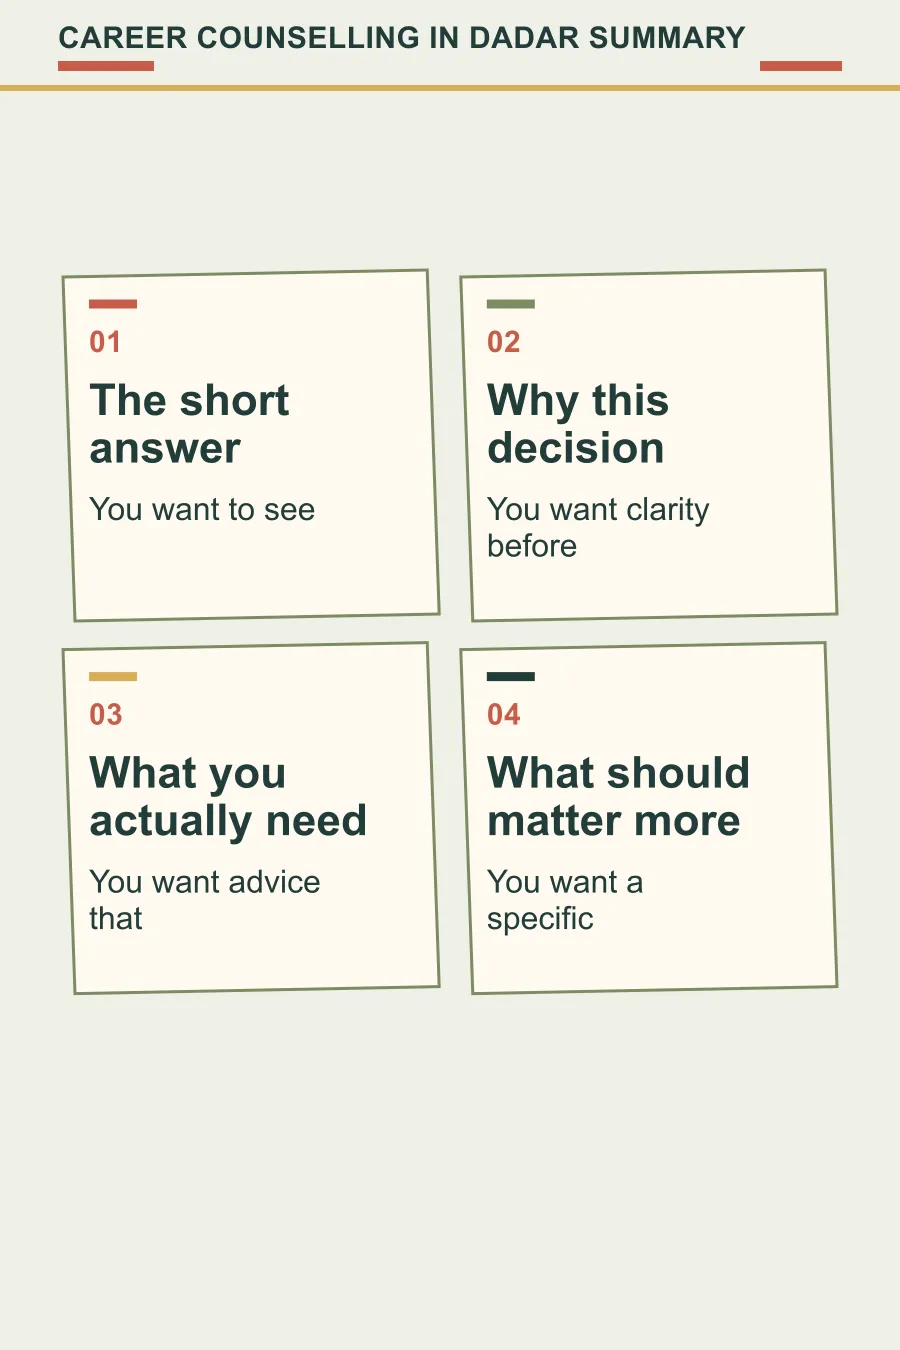 CAREER COUNSELLING IN DADAR SUMMARY
01
The short
answer
You want to see
02
Why this
decision
You want clarity
before
03
What you
actually need
You want advice
that
04
What should
matter more
You want a
specific